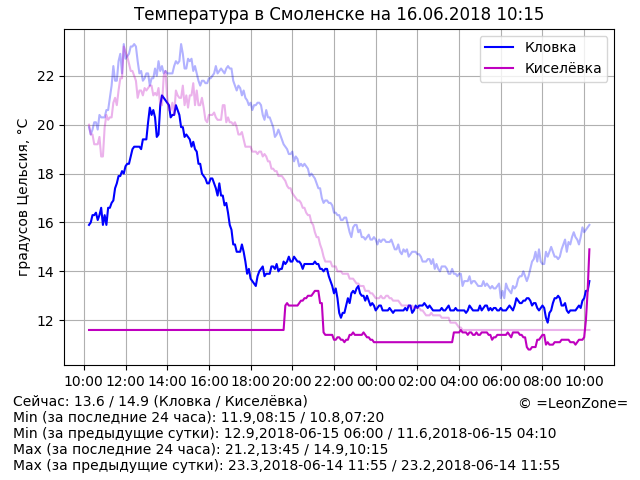 Температура в Смоленске на 16.06.2018 10:15
Кловка
Киселёвка
градусов Цельсия, °C
22
20
18
16
14
12
10:00 12:00 14:00 16:00 18:00 20:00 22:00 00:00 02:00 04:00 06:00 08:00 10:00
Сейчас: 13.6 / 14.9 (Кловка / Киселёвка)
© =LeonZone=
Min (за последние 24 часа): 11.9,08:15 / 10.8,07:20
Min (за предыдущие сутки): 12.9,2018-06-15 06:00 / 11.6,2018-06-15 04:10
Max (за последние 24 часа): 21.2,13:45 / 14.9,10:15
Max (за предыдущие сутки): 23.3,2018-06-14 11:55 / 23.2,2018-06-14 11:55